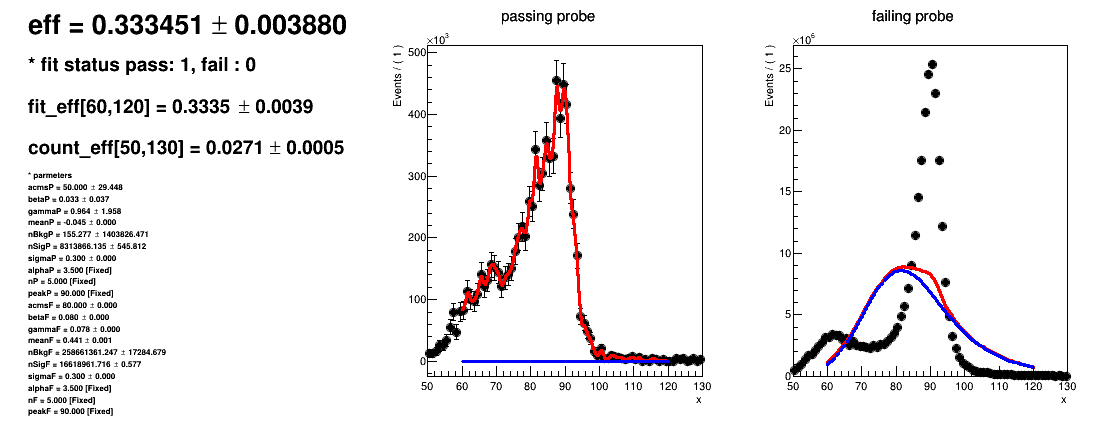 eff = 0.333451 ± 0.003880
* fit status pass: 1, fail : 0
fit_eff[60,120] = 0.3335 ± 0.0039
count_eff[50,130] = 0.0271 ± 0.0005
* parmeters
acmsP = 50.000 ± 29.448
betaP = 0.033 ± 0.037
gammaP = 0.964 ± 1.958
meanP = -0.045 ± 0.000
nBkgP = 155.277 ± 1403826.471
nSigP = 8313866.135 ± 545.812
sigmaP = 0.300 ± 0.000
alphaP = 3.500 [Fixed]
nP = 5.000 [Fixed]
peakP = 90.000 [Fixed]
acmsF = 80.000 ± 0.000
betaF = 0.080 ± 0.000
gammaF = 0.078 ± 0.000
meanF = 0.441 ± 0.001
nBkgF = 258661361.247 ± 17284.679
nSigF = 16618961.716 ± 0.577
sigmaF = 0.300 ± 0.000
alphaF = 3.500 [Fixed]
nF = 5.000 [Fixed]
peakF = 90.000 [Fixed]
passing probe
×10³
Events / ( 1 )
500
400
300
200
100
0
50 60 70 80 90 100 110 120 130
x
failing probe
×10⁶
Events / ( 1 )
25
20
15
10
5
0
50 60 70 80 90 100 110 120 130
x